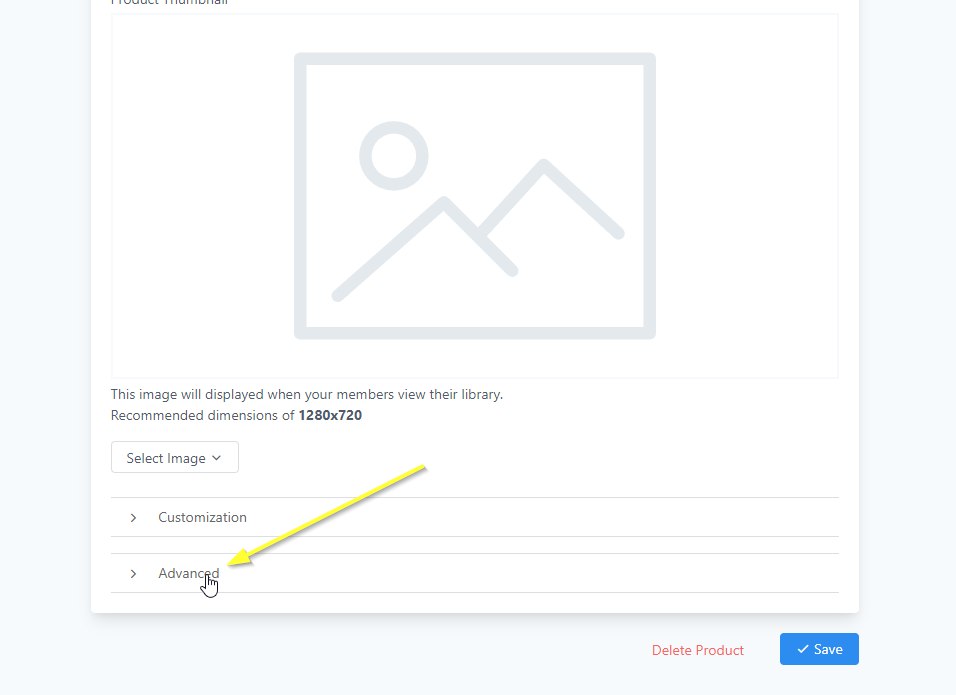 Product Thumbnail
This image will displayed when your members view their library.
Recommended dimensions of 1280x720
Select Image
Customization
Advanced
Delete Product
Save